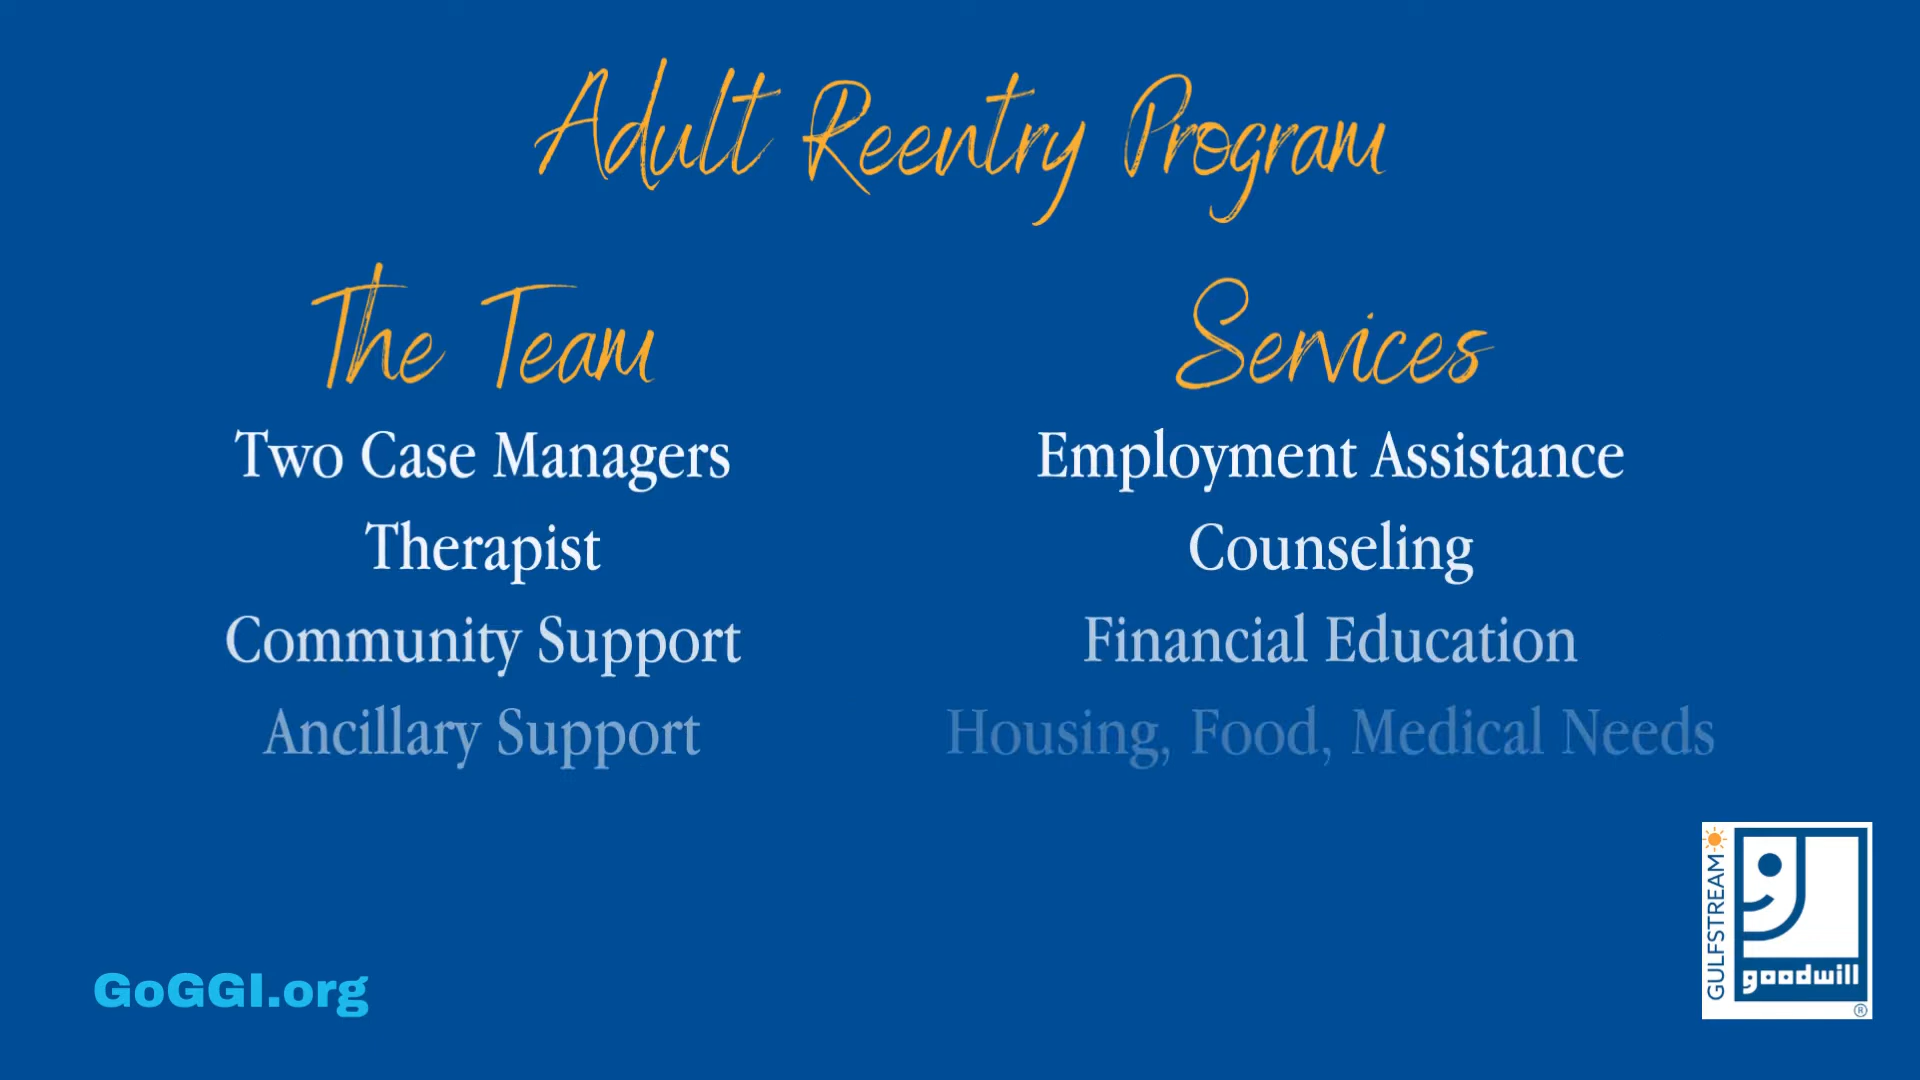 Adult Reentry Program
The Team
Two Case Managers
Therapist
Community Support
Ancillary Support
Services
Employment Assistance
Counseling
Financial Education
Housing, Food, Medical Needs
GoGGI.org
GULFSTREAM
goodwill
®